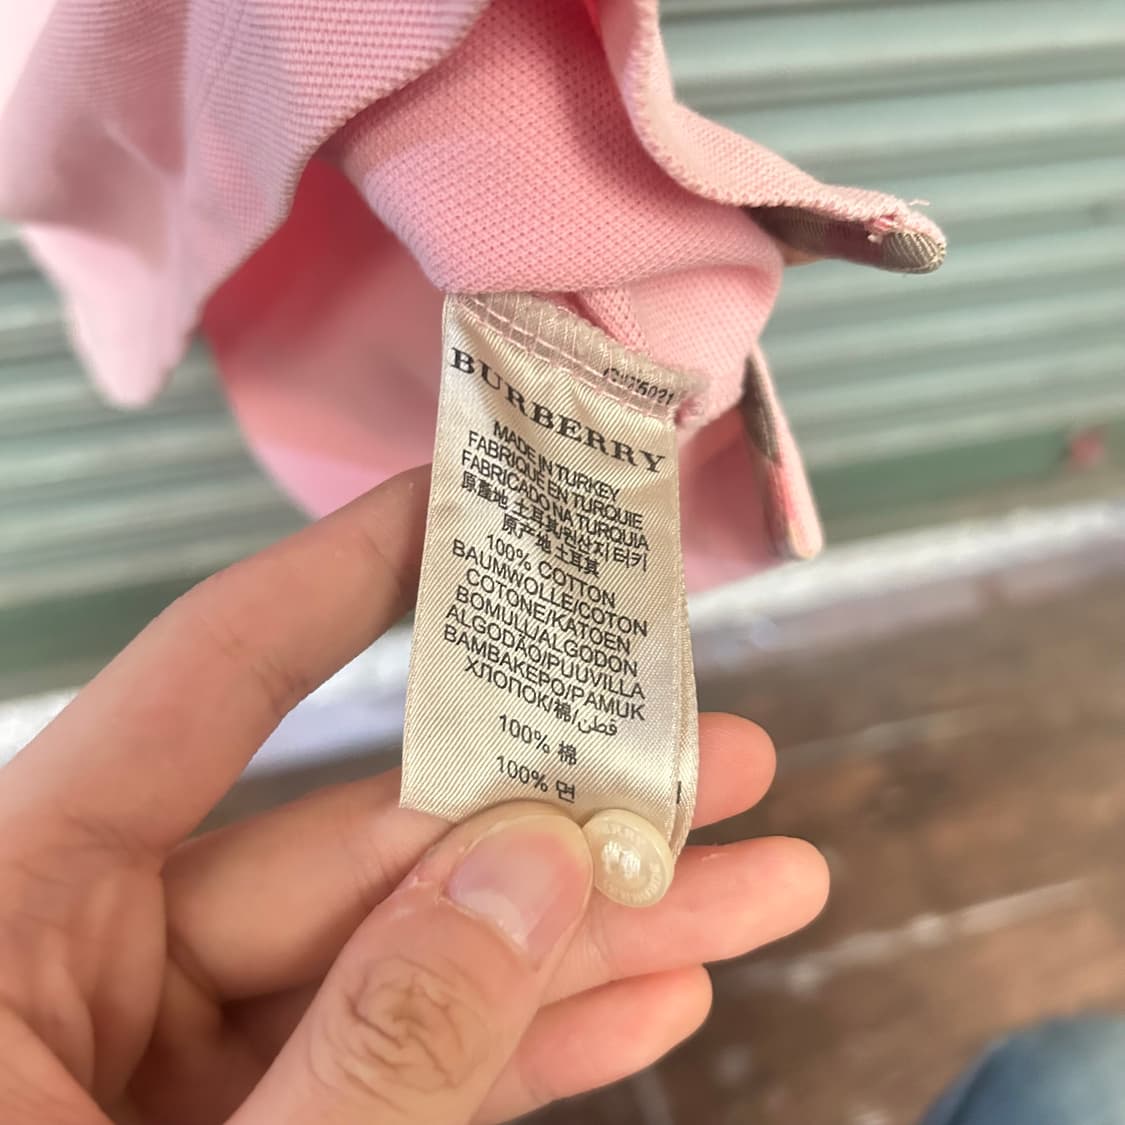 BURBERRY
MADE IN TURKEY
FABRIQUÉ EN TURQUIE
FABRICADO NA TURQUIA
原產地 土耳其/원산지 터키
原产地 土耳其
100% COTTON
BAUMWOLLE/COTON
COTONE/KATOEN
BOMULL/ALGODON
ALGODÃO/PUUVILLA
ΒΑΜΒΑΚΕΡΟ/PAMUK
ХЛОПОК/棉/قطن
100% 棉
100% 면